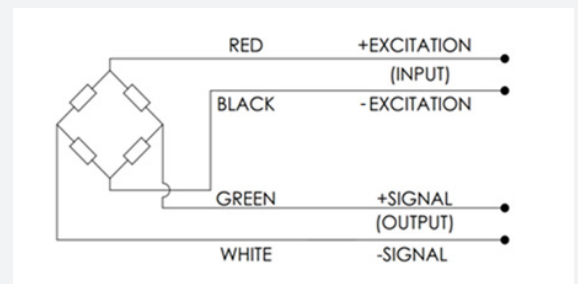 RED +EXCITATION
(INPUT)
BLACK -EXCITATION
GREEN +SIGNAL
(OUTPUT)
WHITE -SIGNAL